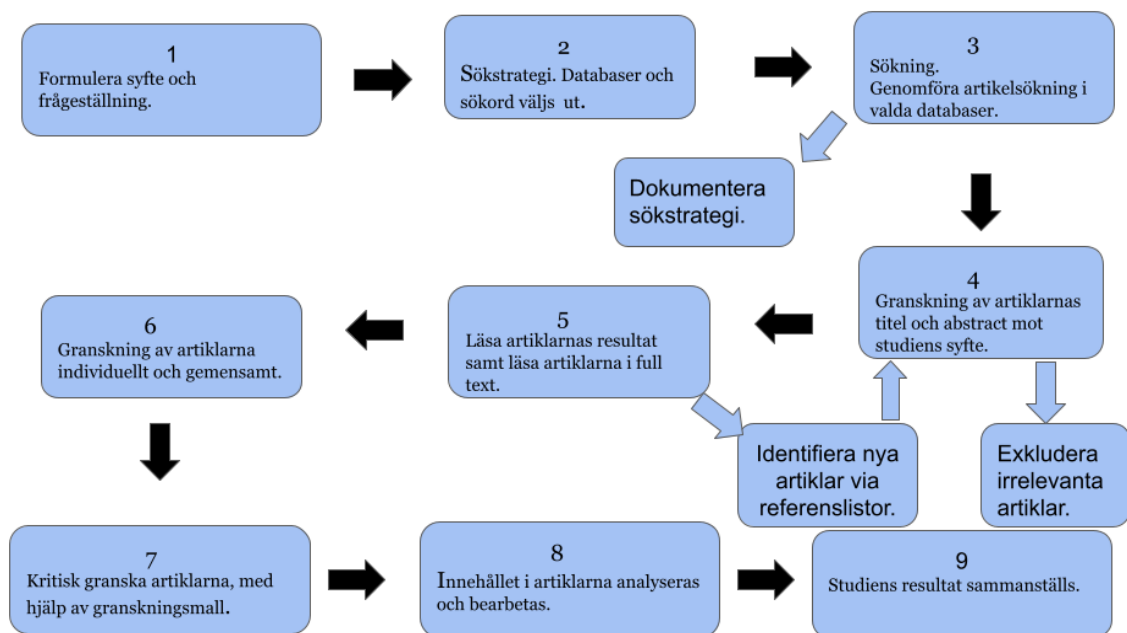 1
Formulera syfte och
frågeställning.
2
Sökstrategi. Databaser och
sökord väljs ut.
3
Sökning.
Genomföra artikelsökning i
valda databaser.
Dokumentera
sökstrategi.
4
Granskning av artiklarnas
titel och abstract mot
studiens syfte.
5
Läsa artiklarnas resultat
samt läsa artiklarna i full
text.
6
Granskning av artiklarna
individuellt och gemensamt.
Identifiera nya
artiklar via
referenslistor.
Exkludera
irrelevanta
artiklar.
7
Kritisk granska artiklarna, med
hjälp av granskningsmall.
8
Innehållet i artiklarna analyseras
och bearbetas.
9
Studiens resultat sammanställs.